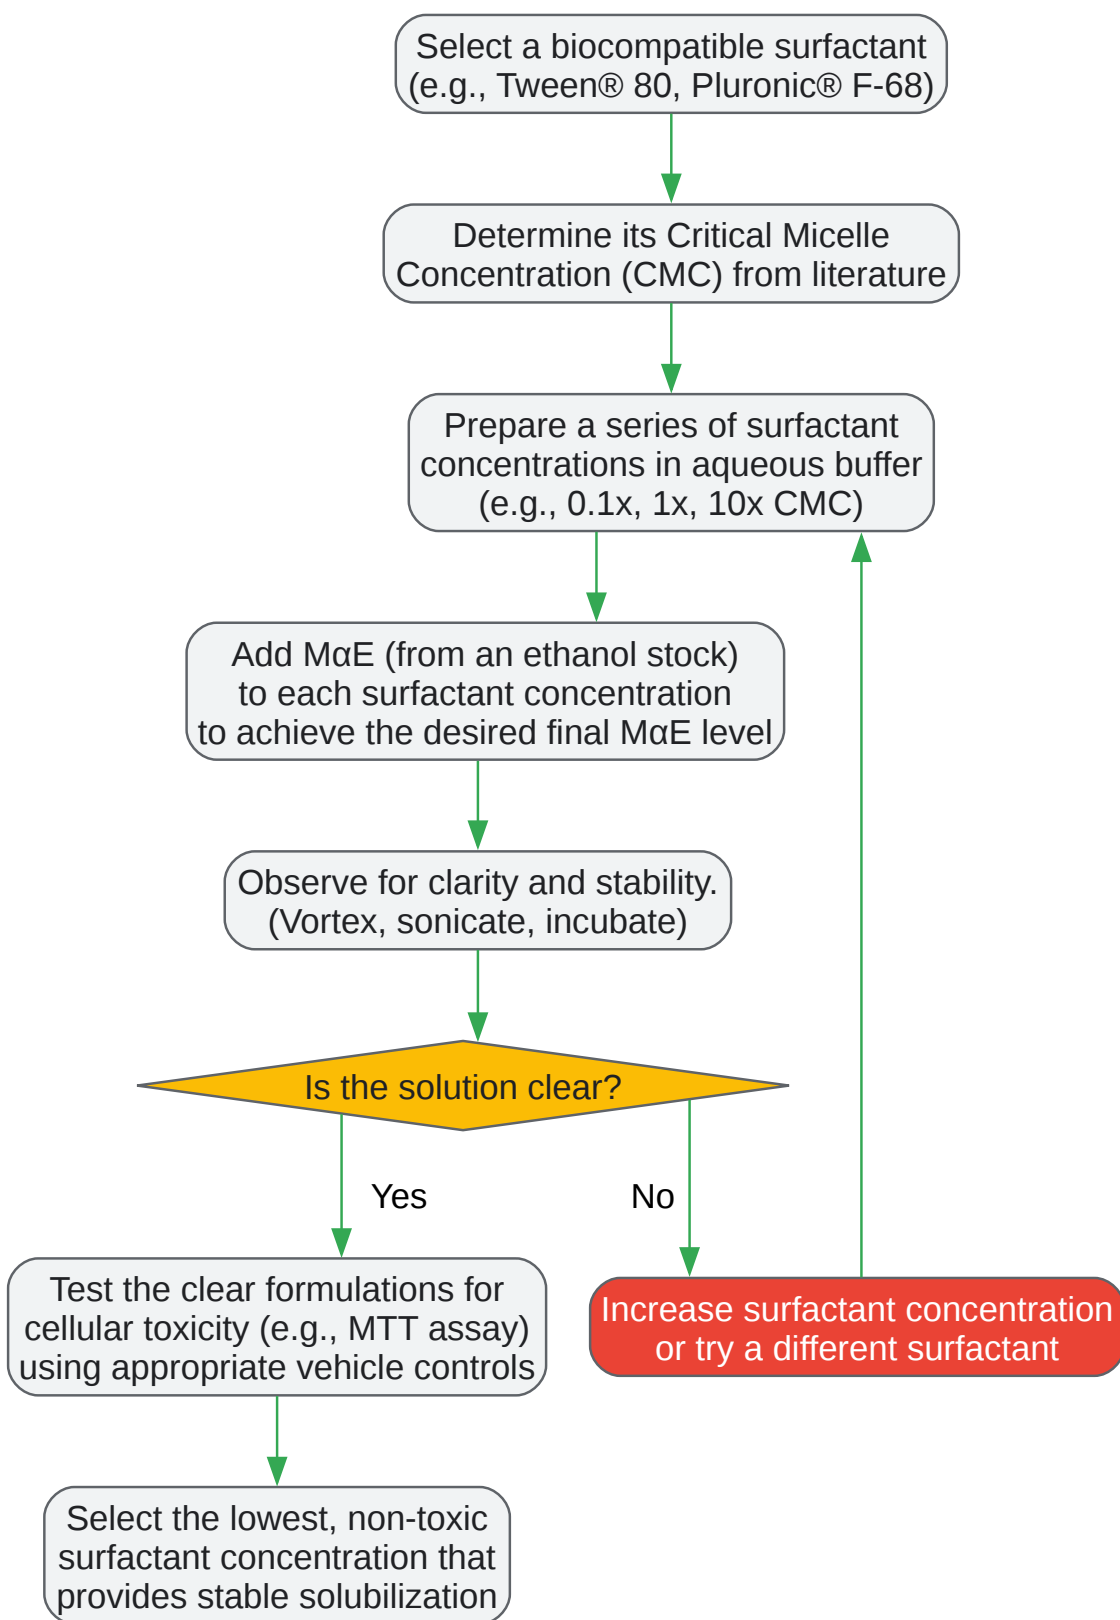 Select a biocompatible surfactant
(e.g., Tween® 80, Pluronic® F-68)
Determine its Critical Micelle
Concentration (CMC) from literature
Prepare a series of surfactant
concentrations in aqueous buffer
(e.g., 0.1x, 1x, 10x CMC)
Add MαE (from an ethanol stock)
to each surfactant concentration
to achieve the desired final MαE level
Observe for clarity and stability.
(Vortex, sonicate, incubate)
Is the solution clear?
Yes
No
Test the clear formulations for
cellular toxicity (e.g., MTT assay)
using appropriate vehicle controls
Increase surfactant concentration
or try a different surfactant
Select the lowest, non-toxic
surfactant concentration that
provides stable solubilization